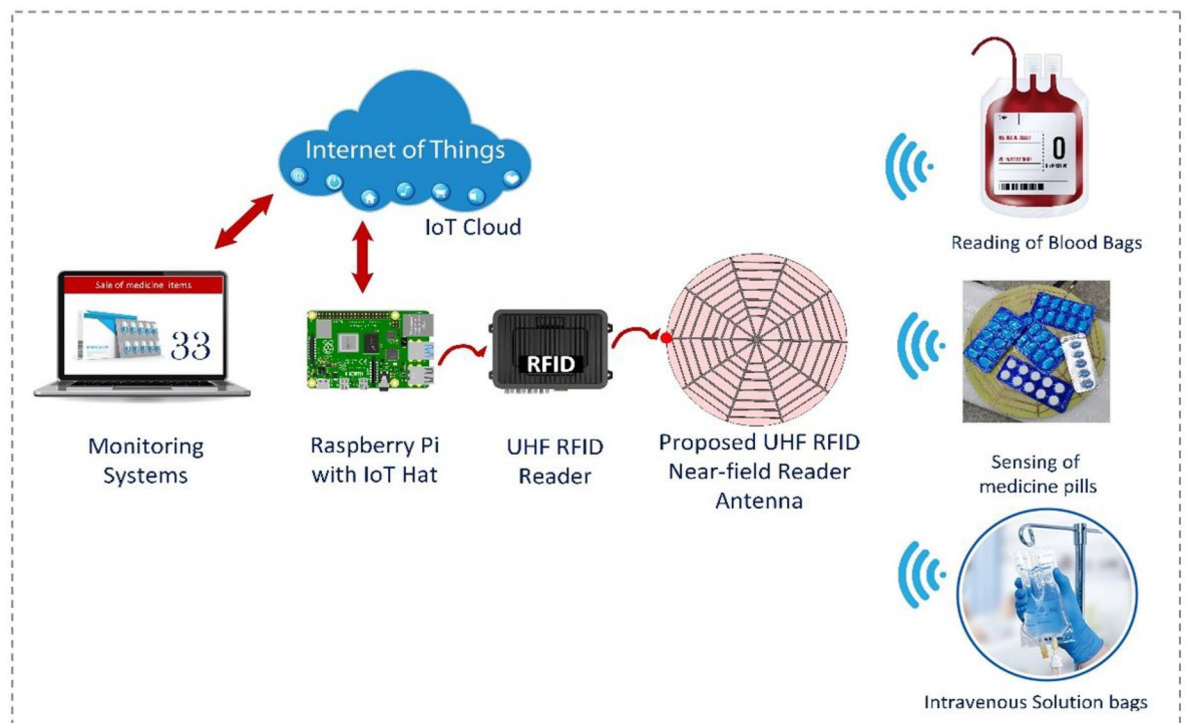 Internet of Things
IoT Cloud
Sale of medicine items
33
RFID
Monitoring
Systems
Raspberry Pi
with IoT Hat
UHF RFID
Reader
Proposed UHF RFID
Near-field Reader
Antenna
O
Reading of Blood Bags
Sensing of
medicine pills
Intravenous Solution bags